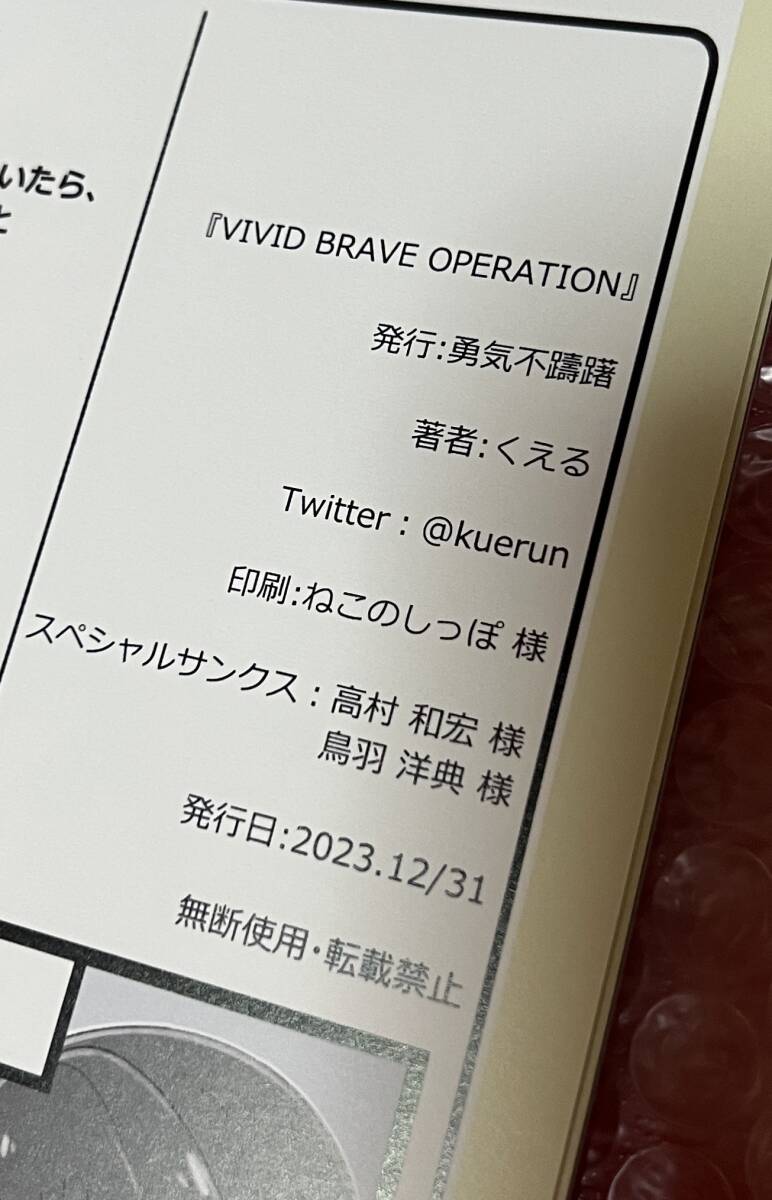 いたら、
と
『VIVID BRAVE OPERATION』
発行:勇気不躊躇
著者:くえる
Twitter：@kuerun
印刷:ねこのしっぽ 様
スペシャルサンクス：高村 和宏 様
鳥羽 洋典 様
発行日:2023.12/31
無断使用・転載禁止